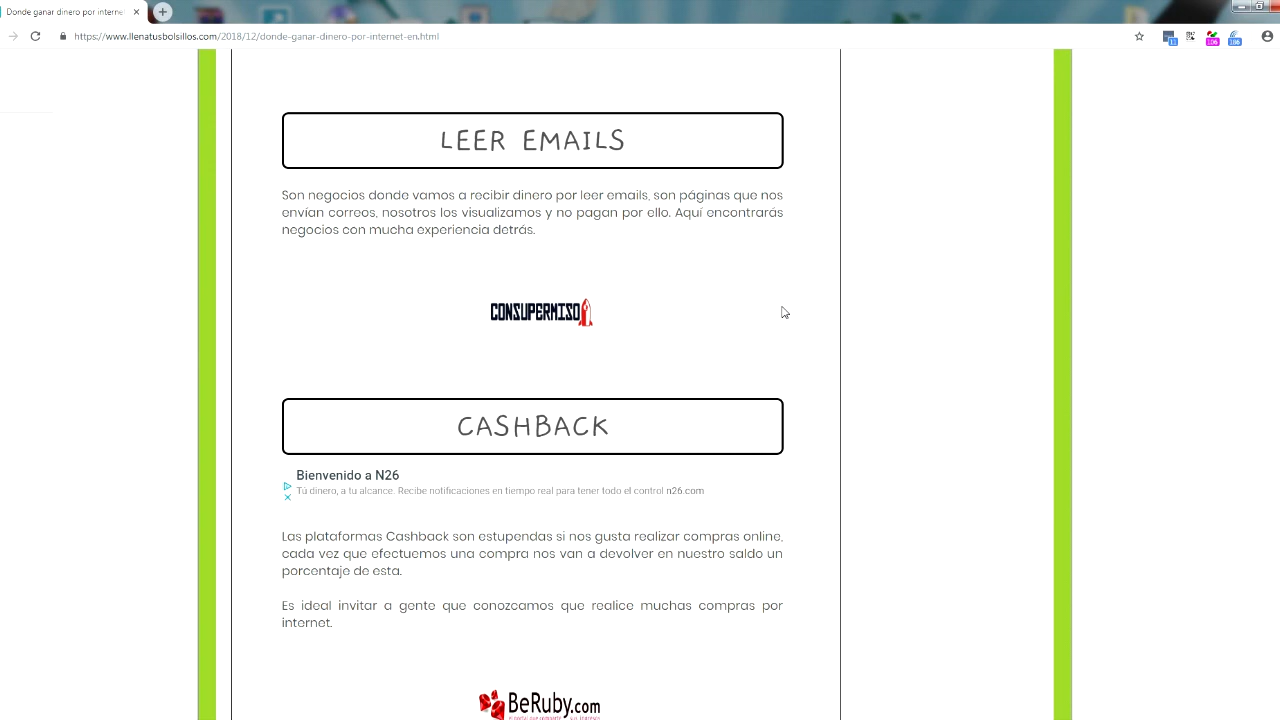 Donde ganar dinero por internet
https://www.llenatusbolsillos.com/2018/12/donde-ganar-dinero-por-internet-en.html
11
106
186
LEER EMAILS
Son negocios donde vamos a recibir dinero por leer emails, son páginas que nos
envían correos, nosotros los visualizamos y no pagan por ello. Aquí encontrarás
negocios con mucha experiencia detrás.
CONSUPERMISO
CASHBACK
Bienvenido a N26
Tú dinero, a tu alcance. Recibe notificaciones en tiempo real para tener todo el control n26.com
Las plataformas Cashback son estupendas si nos gusta realizar compras online,
cada vez que efectuemos una compra nos van a devolver en nuestro saldo un
porcentaje de esta.
Es ideal invitar a gente que conozcamos que realice muchas compras por
internet.
BeRuby.com